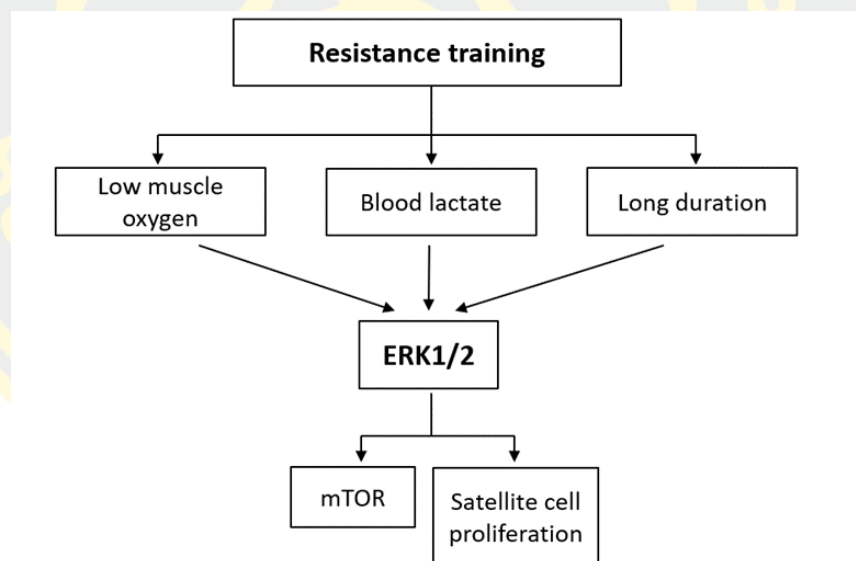 Resistance training
Low muscle
oxygen
Blood lactate
Long duration
ERK1/2
mTOR
Satellite cell
proliferation